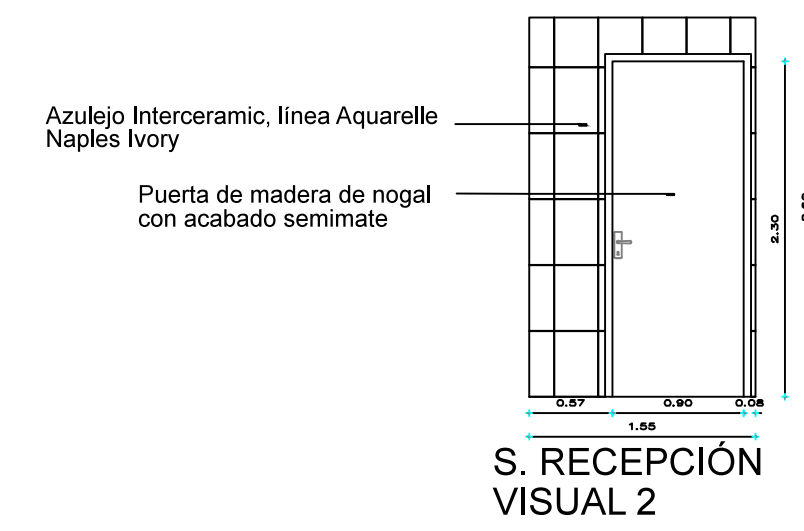 Azulejo Interceramic, línea Aquarelle
Naples Ivory
Puerta de madera de nogal
con acabado semimate
2.30
0.57
0.90
0.08
1.55
S. RECEPCIÓN
VISUAL 2